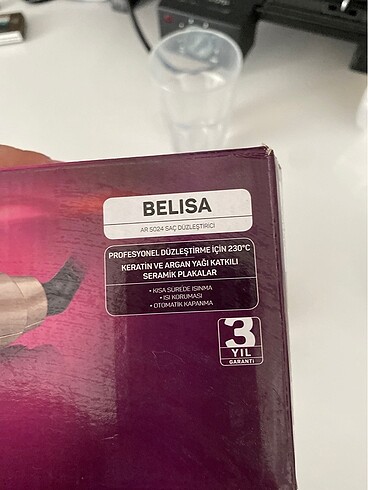 BELISA
AR 5024 SAÇ DÜZLEŞTİRİCİ
PROFESYONEL DÜZLEŞTİRME İÇİN 230°C
KERATİN VE ARGAN YAĞI KATKILI
SERAMİK PLAKALAR
• KISA SÜREDE ISINMA
• ISI KORUMASI
• OTOMATİK KAPANMA
3
YIL
GARANTİ